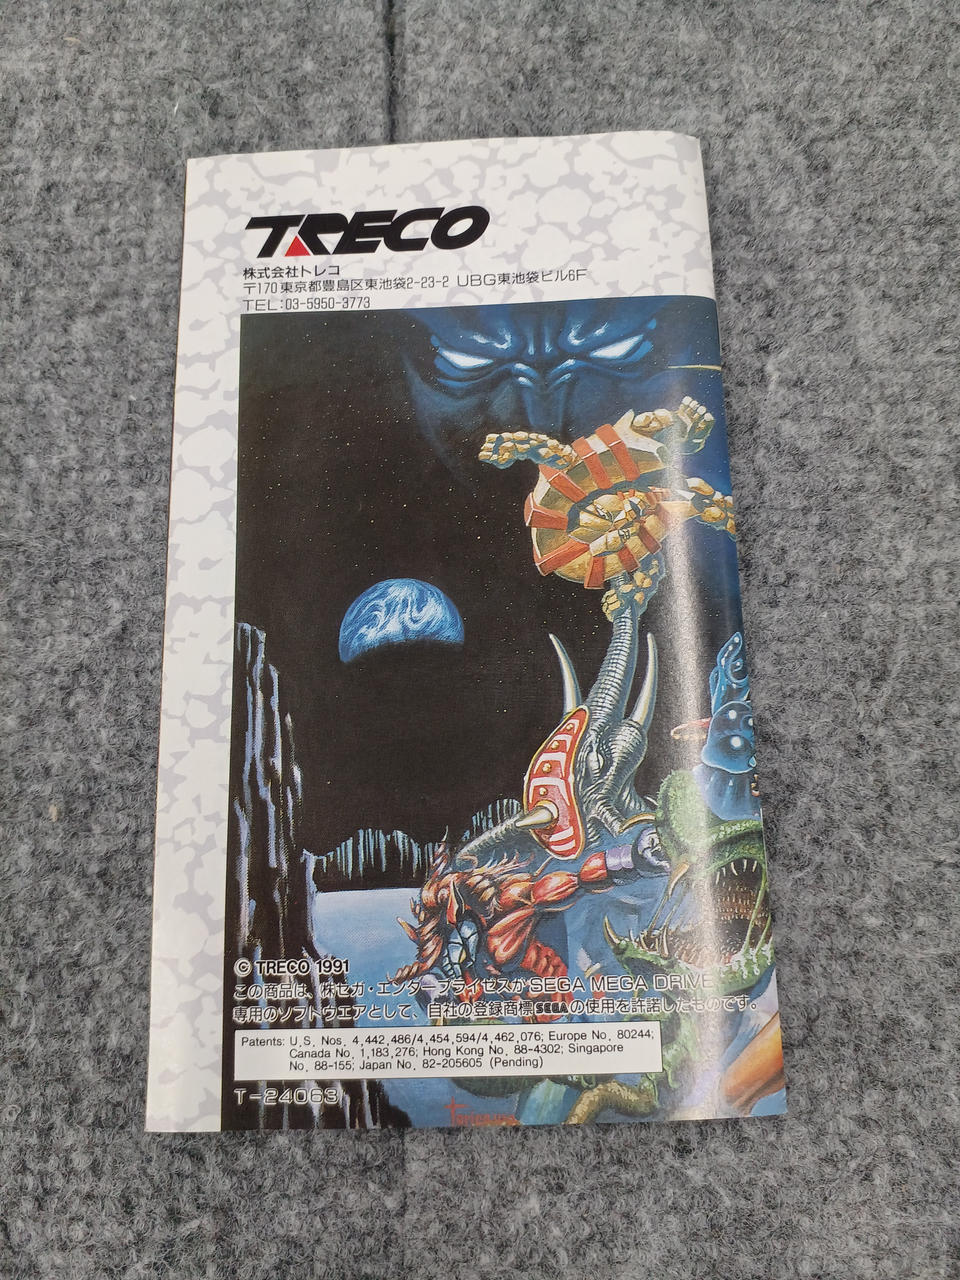 TRECO
株式会社トレコ
〒170 東京都豊島区東池袋2-23-2 UBG東池袋ビル6F
TEL:03-5950-3773
© TRECO 1991
この商品は、㈱セガ・エンタープライゼスがSEGA MEGA DRIVE
専用のソフトウエアとして、自社の登録商標SEGAの使用を許諾したものです。
Patents: U.S. Nos. 4,442,486/4,454,594/4,462,076; Europe No. 80244;
Canada No. 1,183,276; Hong Kong No. 88-4302; Singapore
No. 88-155; Japan No. 82-205605 (Pending)
T-24063